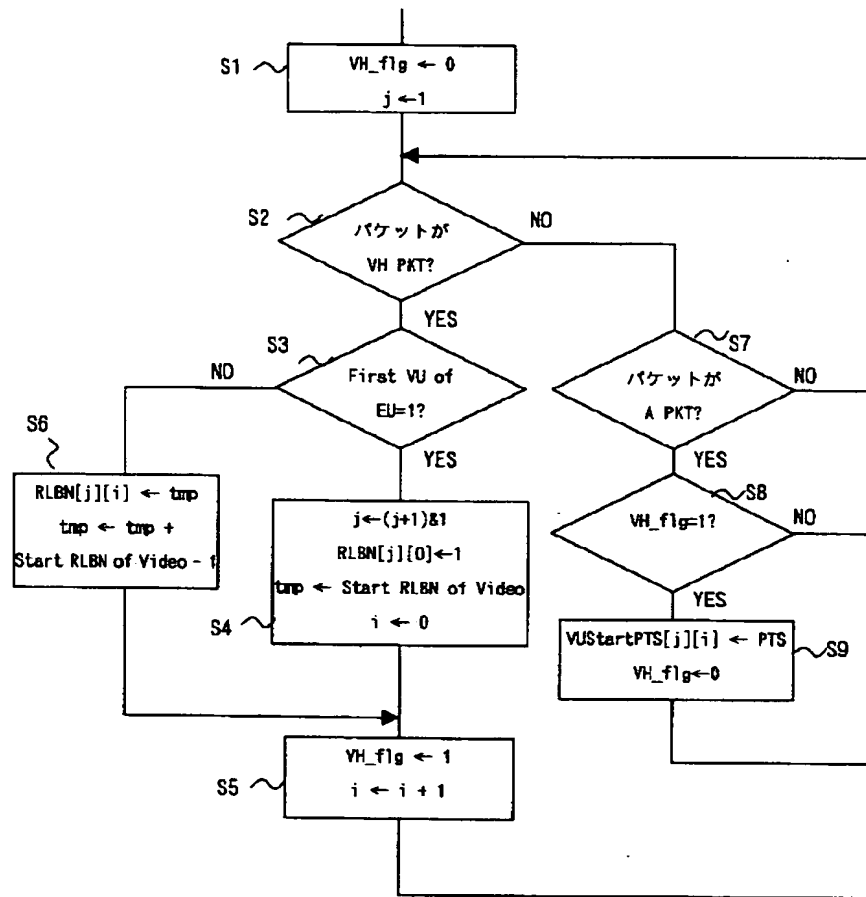 S1
VH_flg ← 0
j ←1
S2
パケットが
VH PKT?
NO
YES
S3
First VU of
EU=1?
NO
YES
S7
パケットが
A PKT?
NO
YES
S6
RLBN[j][i] ← tmp
tmp ← tmp +
Start RLBN of Video - 1
S4
j←(j+1)&1
RLBN[j][0]←1
tmp ← Start RLBN of Video
i ← 0
S8
VH_flg=1?
NO
YES
S9
VUStartPTS[j][i] ← PTS
VH_flg←0
S5
VH_flg ← 1
i ← i + 1